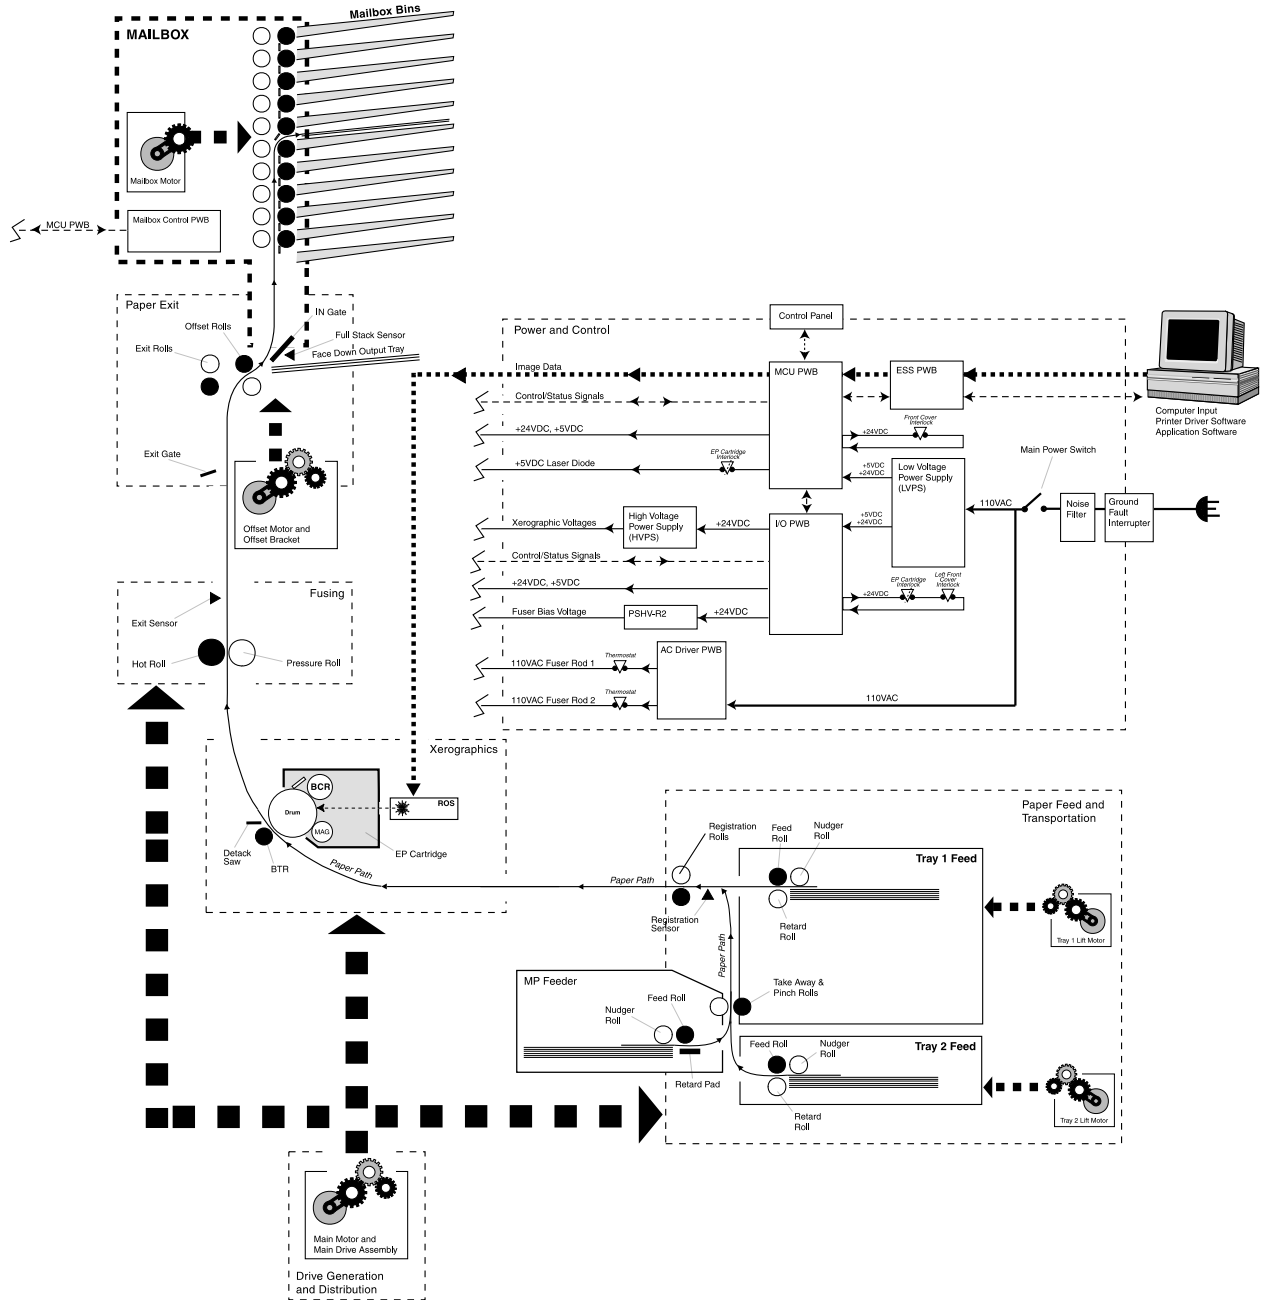 Mailbox Bins
MAILBOX
Mailbox Motor
MCU PWB
Mailbox Control PWB
Paper Exit
IN Gate
Offset Rolls
Full Stack Sensor
Exit Rolls
Face Down Output Tray
Exit Gate
Offset Motor and
Offset Bracket
Control Panel
Power and Control
Image Data
MCU PWB
ESS PWB
Control/Status Signals
Computer Input
Printer Driver Software
Application Software
Front Cover
Interlock
+24VDC, +5VDC
+24VDC
Main Power Switch
EP Cartridge
Interlock
+5VDC Laser Diode
+5VDC
+24VDC
Low Voltage
Power Supply
(LVPS)
110VAC
Noise
Filter
Ground
Fault
Interrupter
Xerographic Voltages
High Voltage
Power Supply
(HVPS)
+24VDC
I/O PWB
+5VDC
+24VDC
Control/Status Signals
EP Cartridge
Interlock
Left Front
Cover
Interlock
+24VDC, +5VDC
+24VDC
Fuser Bias Voltage
PSHV-R2
+24VDC
Fusing
Exit Sensor
Hot Roll
Pressure Roll
AC Driver PWB
Thermostat
110VAC Fuser Rod 1
Thermostat
110VAC Fuser Rod 2
110VAC
Xerographics
BCR
Drum
MAG
ROS
Detack
Saw
BTR
EP Cartridge
Paper Path
Paper Feed and
Transportation
Registration
Rolls
Feed
Roll
Nudger
Roll
Tray 1 Feed
Paper Path
Registration
Sensor
Retard
Roll
Tray 1 Lift Motor
Paper Path
MP Feeder
Take Away &
Pinch Rolls
Feed Roll
Nudger
Roll
Retard Pad
Feed Roll
Nudger
Roll
Tray 2 Feed
Retard
Roll
Tray 2 Lift Motor
Main Motor and
Main Drive Assembly
Drive Generation
and Distribution